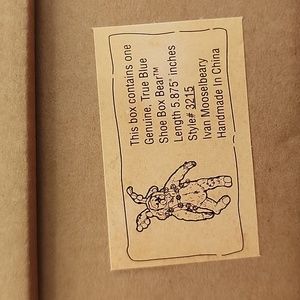 This box contains one
Genuine, True Blue
Shoe Box Bear™
Length 5.875" inches
Style# 3215
Ivan Mooselbeary
Handmade In China